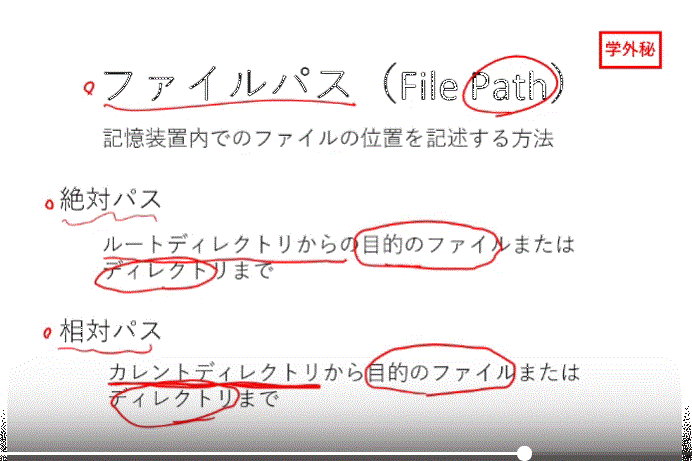 学外秘
ファイルパス（File Path）
記憶装置内でのファイルの位置を記述する方法
絶対パス
ルートディレクトリからの目的のファイルまたは
ディレクトリまで
相対パス
カレントディレクトリから目的のファイルまたは
ディレクトリまで